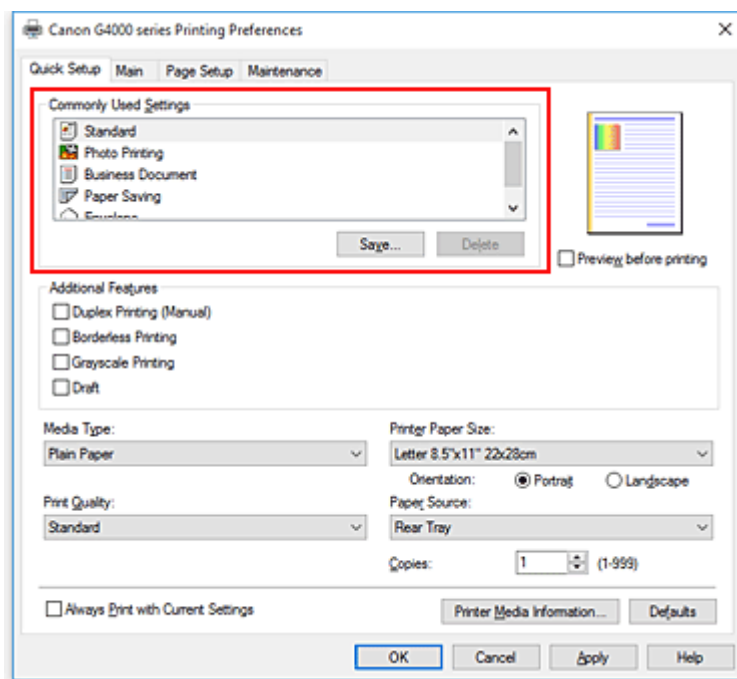 Canon G4000 series Printing Preferences
Quick Setup Main Page Setup Maintenance
Commonly Used Settings
Standard
Photo Printing
Business Document
Paper Saving
Envelope
Save... Delete
Preview before printing
Additional Features
Duplex Printing (Manual)
Borderless Printing
Grayscale Printing
Draft
Media Type: Printer Paper Size:
Plain Paper Letter 8.5"x11" 22x28cm
Orientation: Portrait Landscape
Print Quality: Paper Source:
Standard Rear Tray
Copies: 1 (1-999)
Always Print with Current Settings Printer Media Information... Defaults
OK Cancel Apply Help